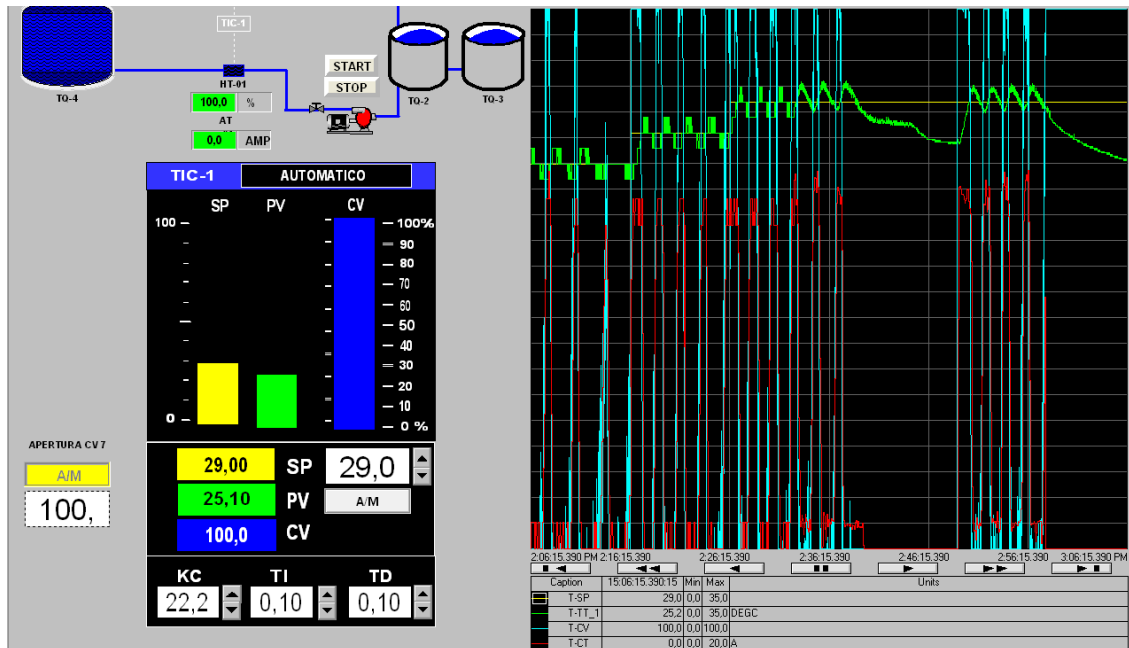 TIC-1
START
STOP
HT-01
TQ-4
TQ-2
TQ-3
100,0 %
AT
0,0 AMP
TIC-1 AUTOMATICO
SP PV CV
100
100%
90
80
70
60
50
40
30
20
10
0
0 %
APERTURA CV 7
A/M
100,
29,00 SP 29,0
25,10 PV A/M
100,0 CV
KC TI TD
22,2 0,10 0,10
2:06:15.390 PM 2:16:15.390 2:26:15.390 2:36:15.390 2:46:15.390 2:56:15.390 3:06:15.390 PM
Caption 15:06:15.390:15 Min Max Units
T-SP 29,0 0,0 35,0
T-TT_1 25,2 0,0 35,0 DEGC
T-CV 100,0 0,0 100,0
T-CT 0,0 0,0 20,0 A